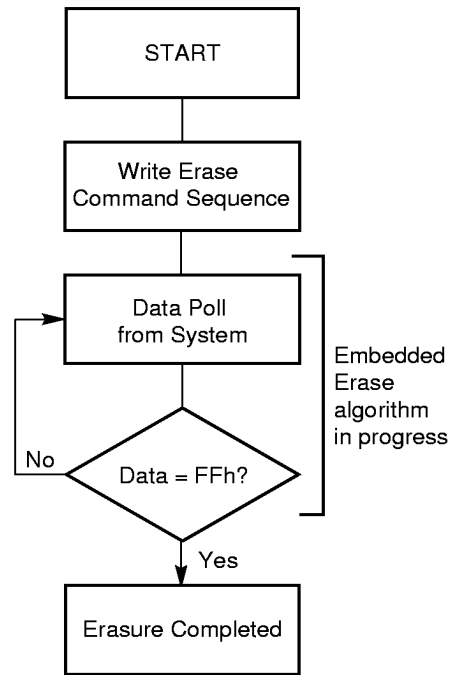 START
Write Erase
Command Sequence
Data Poll
from System
Embedded
Erase
algorithm
in progress
No
Data = FFh?
Yes
Erasure Completed